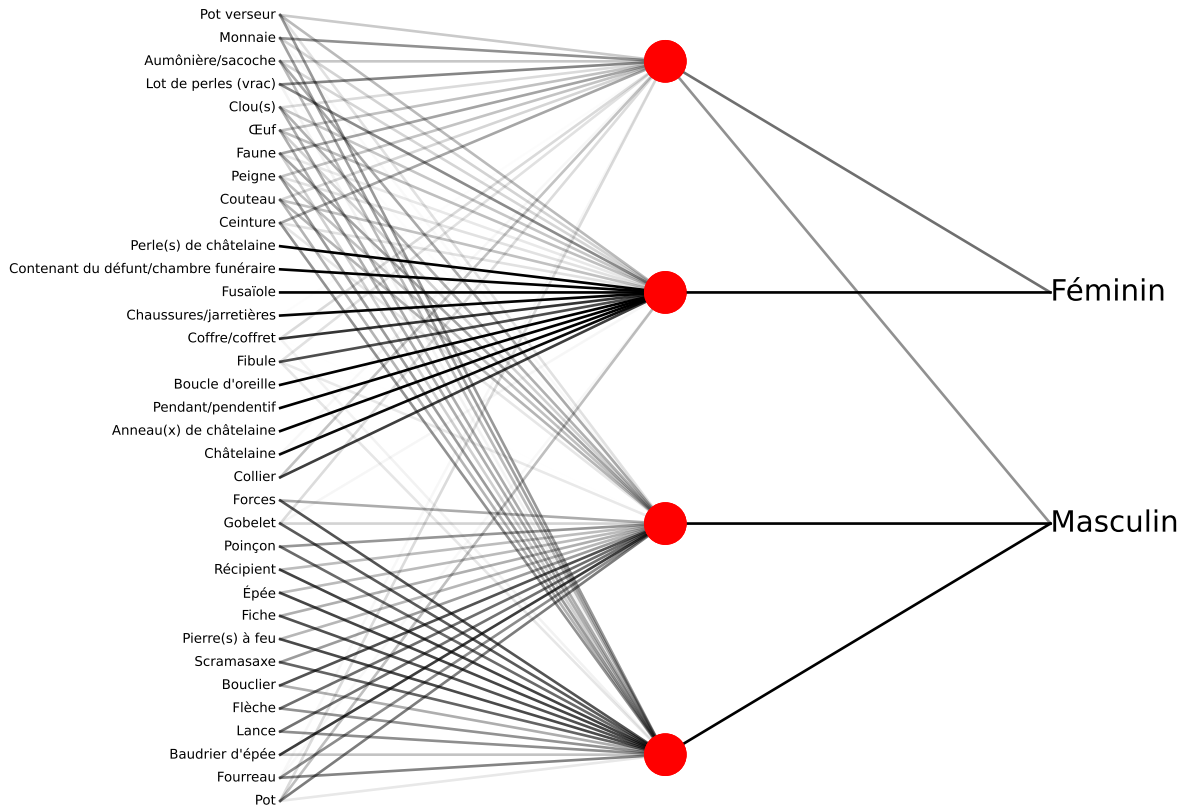 Pot verseur
Monnaie
Aumônière/sacoche
Lot de perles (vrac)
Clou(s)
Œuf
Faune
Peigne
Couteau
Ceinture
Perle(s) de châtelaine
Contenant du défunt/chambre funéraire
Fusaïole
Chaussures/jarretières
Coffre/coffret
Fibule
Boucle d'oreille
Pendant/pendentif
Anneau(x) de châtelaine
Châtelaine
Collier
Forces
Gobelet
Poinçon
Récipient
Épée
Fiche
Pierre(s) à feu
Scramasaxe
Bouclier
Flèche
Lance
Baudrier d'épée
Fourreau
Pot
Féminin
Masculin